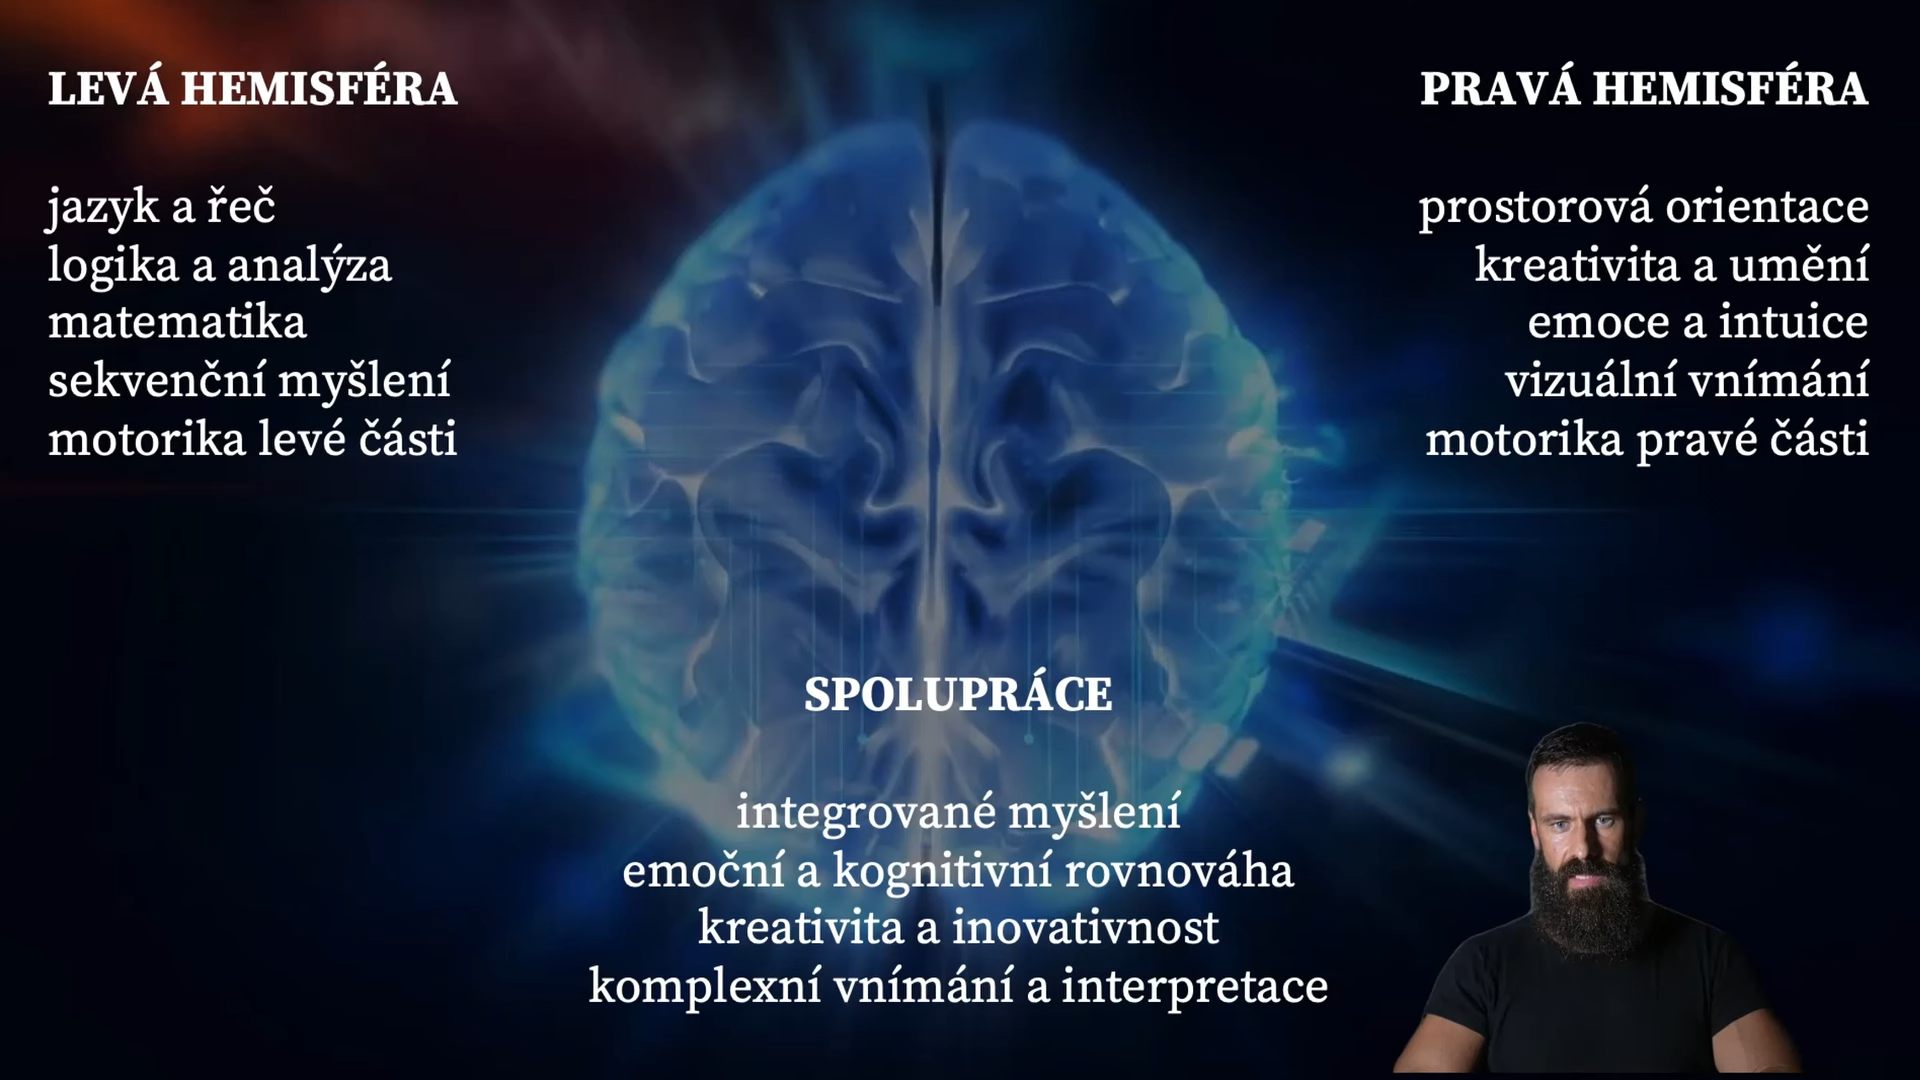 LEVÁ HEMISFÉRA
jazyk a řeč
logika a analýza
matematika
sekvenční myšlení
motorika levé části
PRAVÁ HEMISFÉRA
prostorová orientace
kreativita a umění
emoce a intuice
vizuální vnímání
motorika pravé části
SPOLUPRÁCE
integrované myšlení
emoční a kognitivní rovnováha
kreativita a inovativnost
komplexní vnímání a interpretace